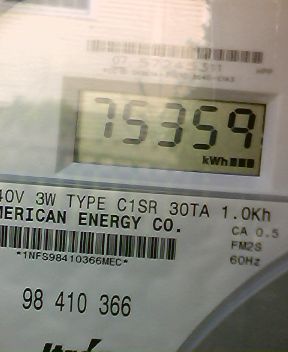 75359
kWh
40V 3W TYPE C1SR 30TA 1.0Kh
MERICAN ENERGY CO.
CA 0.5
FM2S
60Hz
*1NFS98410366MEC*
98 410 366